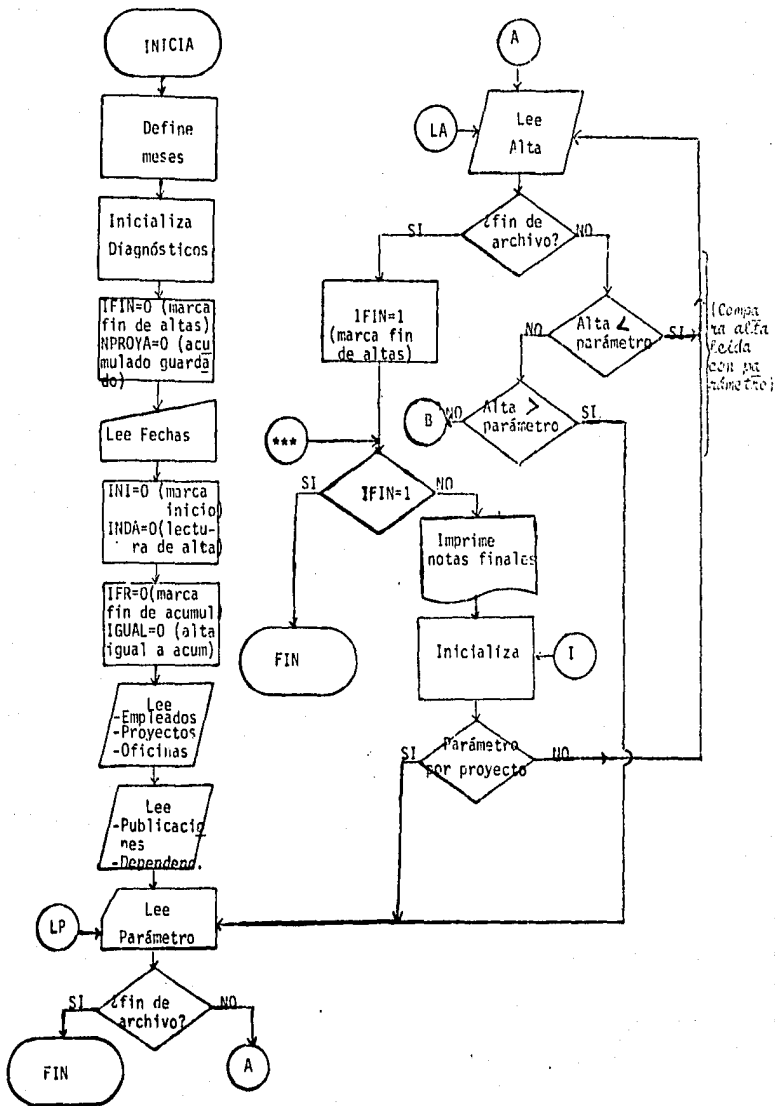 INICIA
Define
meses
Inicializa
Diagnósticos
IFIN=0 (marca
fin de altas)
NPROYA=0 (acu
mulado guarda
do)
Lee Fechas
INI=0 (marca
inicio)
INDA=0(lectu-
ra de alta)
IFR=0(marca
fin de acumul)
IGUAL=0 (alta
igual a acum)
Lee
-Empleados
-Proyectos
-Oficinas
Lee
-Publicacio
nes
-Dependend.
LP
Lee
Parámetro
¿fin de
archivo?
SI
NO
FIN
A
A
LA
Lee
Alta
¿fin de
archivo?
SI
NO
IFIN=1
(marca fin
de altas)
Alta <
parámetro
NO
SI
(Compa
ra alta
leída
con pa
rámetro)
Alta >
parámetro
NO
SI
B
***
IFIN=1
SI
NO
FIN
Imprime
notas finales
Inicializa
I
Parámetro
por proyecto
SI
NO